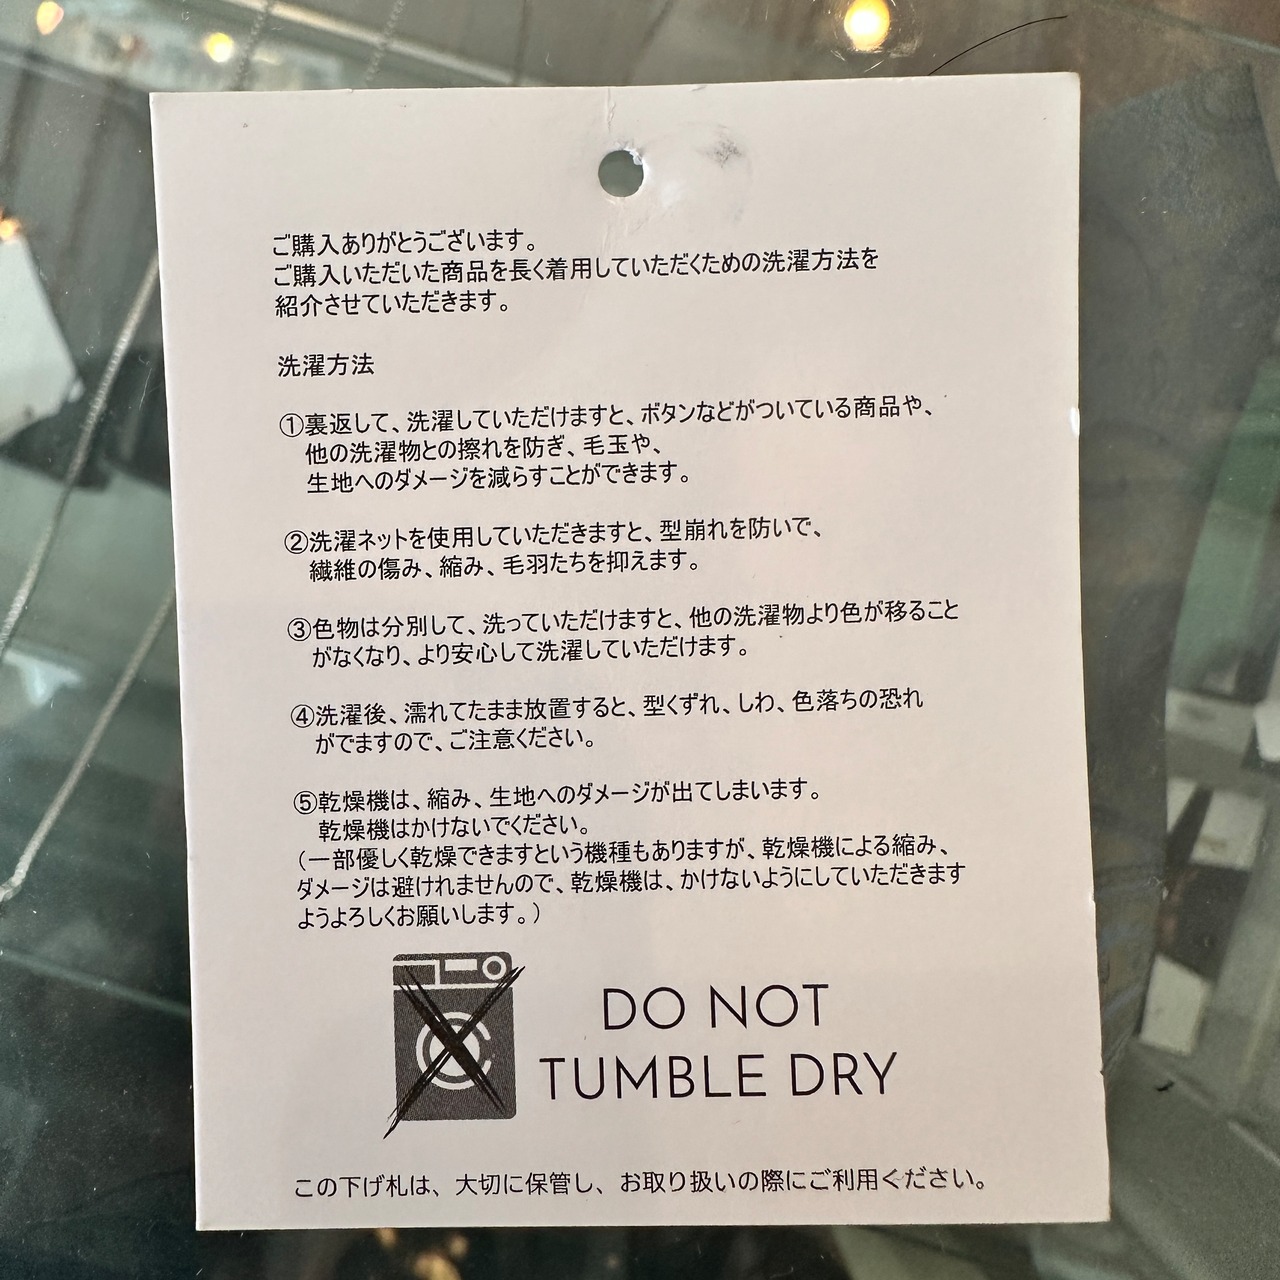 ご購入ありがとうございます。
ご購入いただいた商品を長く着用していただくための洗濯方法を
紹介させていただきます。
洗濯方法
①裏返して、洗濯していただけますと、ボタンなどがついている商品や、
他の洗濯物との擦れを防ぎ、毛玉や、
生地へのダメージを減らすことができます。
②洗濯ネットを使用していただきますと、型崩れを防いで、
繊維の傷み、縮み、毛羽たちを抑えます。
③色物は分別して、洗っていただけますと、他の洗濯物より色が移ること
がなくなり、より安心して洗濯していただけます。
④洗濯後、濡れてたまま放置すると、型くずれ、しわ、色落ちの恐れ
がでますので、ご注意ください。
⑤乾燥機は、縮み、生地へのダメージが出てしまいます。
乾燥機はかけないでください。
（一部優しく乾燥できますという機種もありますが、乾燥機による縮み、
ダメージは避けれませんので、乾燥機は、かけないようにしていただきます
ようよろしくお願いします。）
DO NOT
TUMBLE DRY
この下げ札は、大切に保管し、お取り扱いの際にご利用ください。